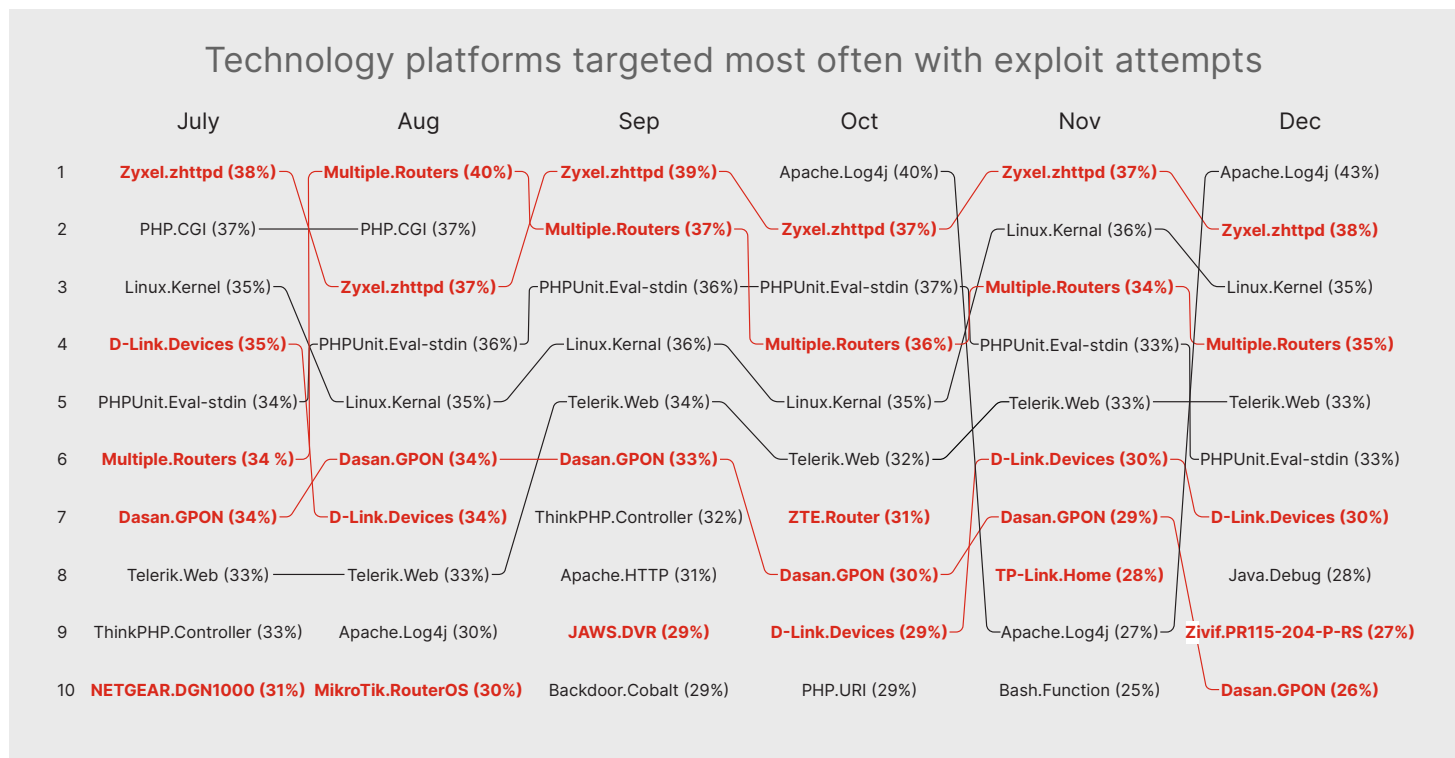 Technology platforms targeted most often with exploit attempts
July Aug Sep Oct Nov Dec
1 Zyxel.zhttpd (38%) Multiple.Routers (40%) Zyxel.zhttpd (39%) Apache.Log4j (40%) Zyxel.zhttpd (37%) Apache.Log4j (43%)
2 PHP.CGI (37%) PHP.CGI (37%) Multiple.Routers (37%) Zyxel.zhttpd (37%) Linux.Kernal (36%) Zyxel.zhttpd (38%)
3 Linux.Kernel (35%) Zyxel.zhttpd (37%) PHPUnit.Eval-stdin (36%) PHPUnit.Eval-stdin (37%) Multiple.Routers (34%) Linux.Kernel (35%)
4 D-Link.Devices (35%) PHPUnit.Eval-stdin (36%) Linux.Kernal (36%) Multiple.Routers (36%) PHPUnit.Eval-stdin (33%) Multiple.Routers (35%)
5 PHPUnit.Eval-stdin (34%) Linux.Kernal (35%) Telerik.Web (34%) Linux.Kernal (35%) Telerik.Web (33%) Telerik.Web (33%)
6 Multiple.Routers (34 %) Dasan.GPON (34%) Dasan.GPON (33%) Telerik.Web (32%) D-Link.Devices (30%) PHPUnit.Eval-stdin (33%)
7 Dasan.GPON (34%) D-Link.Devices (34%) ThinkPHP.Controller (32%) ZTE.Router (31%) Dasan.GPON (29%) D-Link.Devices (30%)
8 Telerik.Web (33%) Telerik.Web (33%) Apache.HTTP (31%) Dasan.GPON (30%) TP-Link.Home (28%) Java.Debug (28%)
9 ThinkPHP.Controller (33%) Apache.Log4j (30%) JAWS.DVR (29%) D-Link.Devices (29%) Apache.Log4j (27%) Zivif.PR115-204-P-RS (27%)
10 NETGEAR.DGN1000 (31%) MikroTik.RouterOS (30%) Backdoor.Cobalt (29%) PHP.URI (29%) Bash.Function (25%) Dasan.GPON (26%)